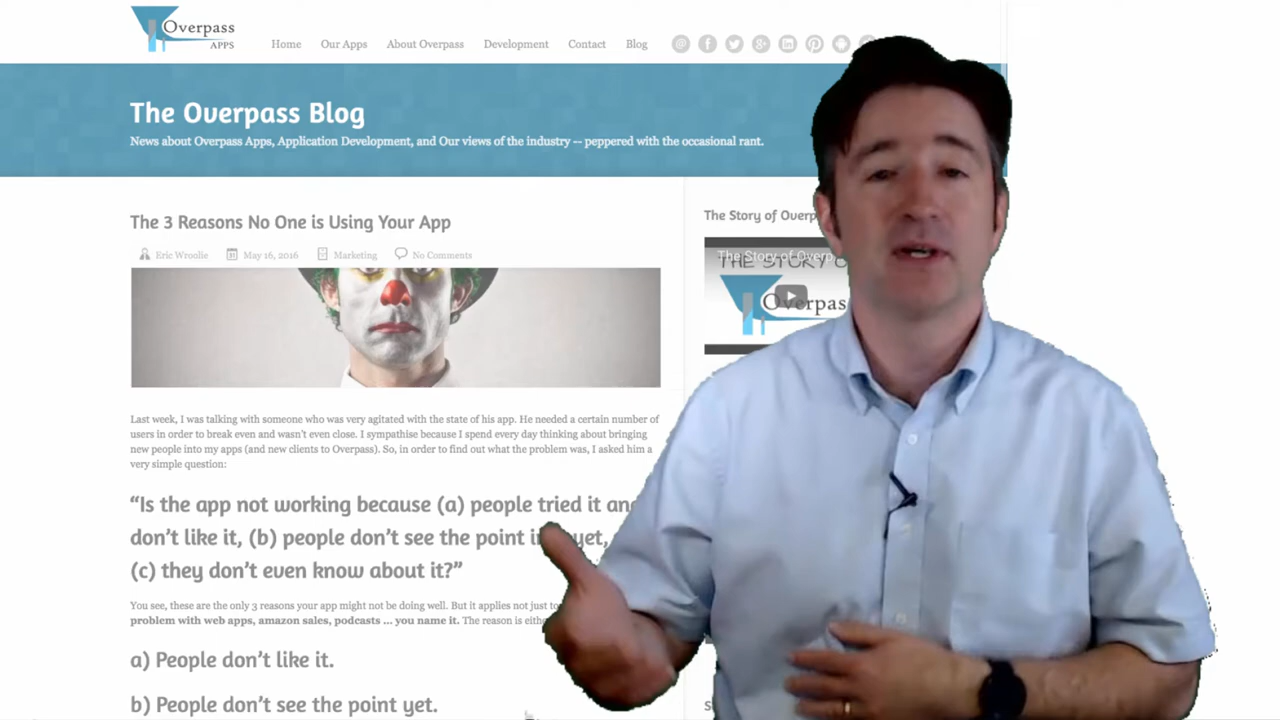 Overpass
APPS
Home Our Apps About Overpass Development Contact Blog
The Overpass Blog
News about Overpass Apps, Application Development, and Our views of the industry -- peppered with the occasional rant.
The 3 Reasons No One is Using Your App
Eric Wroolie May 16, 2016 Marketing No Comments
The Story of
The Story of
THE STORY
Overpass
Last week, I was talking with someone who was very agitated with the state of his app. He needed a certain number of
users in order to break even and wasn't even close. I sympathise because I spend every day thinking about bringing
new people into my apps (and new clients to Overpass). So, in order to find out what the problem was, I asked him a
very simple question:
“Is the app not working because (a) people tried it and
don't like it, (b) people don't see the point in yet,
(c) they don't even know about it?”
You see, these are the only 3 reasons your app might not be doing well. But it applies not just to
problem with web apps, amazon sales, podcasts ... you name it. The reason is
a) People don't like it.
b) People don't see the point yet.